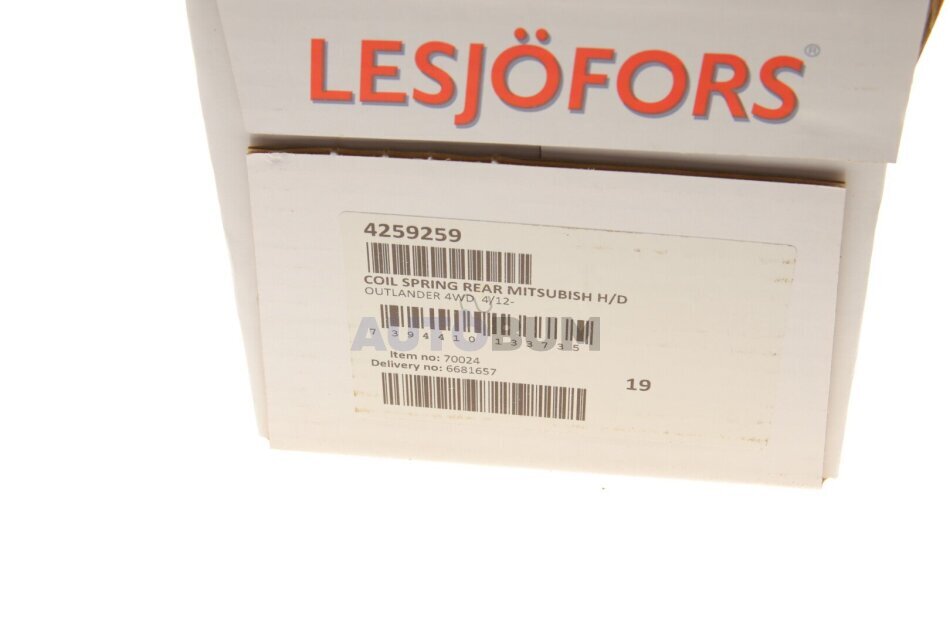 LESJÖFORS®
4259259
COIL SPRING REAR MITSUBISH H/D
OUTLANDER 4WD 4/12-
AUTOBUM
7 394410 133735
Item no: 70024
Delivery no: 6681657
19